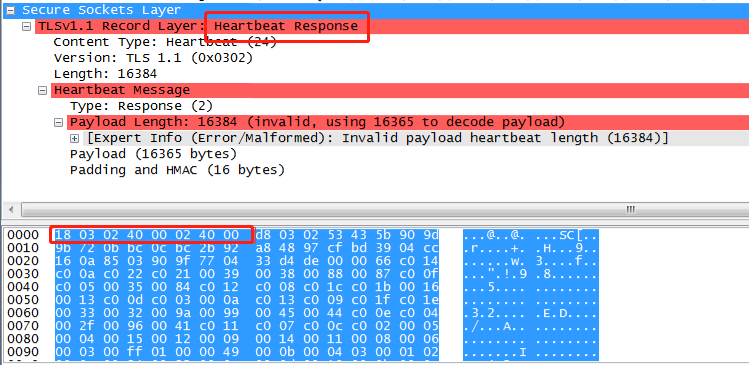 Secure Sockets Layer
TLSv1.1 Record Layer: Heartbeat Response
Content Type: Heartbeat (24)
Version: TLS 1.1 (0x0302)
Length: 16384
Heartbeat Message
Type: Response (2)
Payload Length: 16384 (invalid, using 16365 to decode payload)
[Expert Info (Error/Malformed): Invalid payload heartbeat length (16384)]
Payload (16365 bytes)
Padding and HMAC (16 bytes)
0000 18 03 02 40 00 02 40 00 d8 03 02 53 43 5b 90 9d ...@..@. ...SC[..
0010 9b 72 0b bc 0c bc 2b 92 a8 48 97 cf bd 39 04 cc .r....+. .H...9..
0020 16 0a 85 03 90 9f 77 04 33 d4 de 00 00 66 c0 14 ......w. 3....f..
0030 c0 0a c0 22 c0 21 00 39 00 38 00 88 00 87 c0 0f ...".!.9 .8......
0040 c0 05 00 35 00 84 c0 12 c0 08 c0 1c c0 1b 00 16 ...5.... ........
0050 00 13 c0 0d c0 03 00 0a c0 13 c0 09 c0 1f c0 1e ........ ........
0060 00 33 00 32 00 9a 00 99 00 45 00 44 c0 0e c0 04 .3.2.... .E.D....
0070 00 2f 00 96 00 41 c0 11 c0 07 c0 0c c0 02 00 05 ./...A.. ........
0080 00 04 00 15 00 12 00 09 00 14 00 11 00 08 00 06 ........ ........
0090 00 03 00 ff 01 00 00 49 00 0b 00 04 03 00 01 02 .......I ........